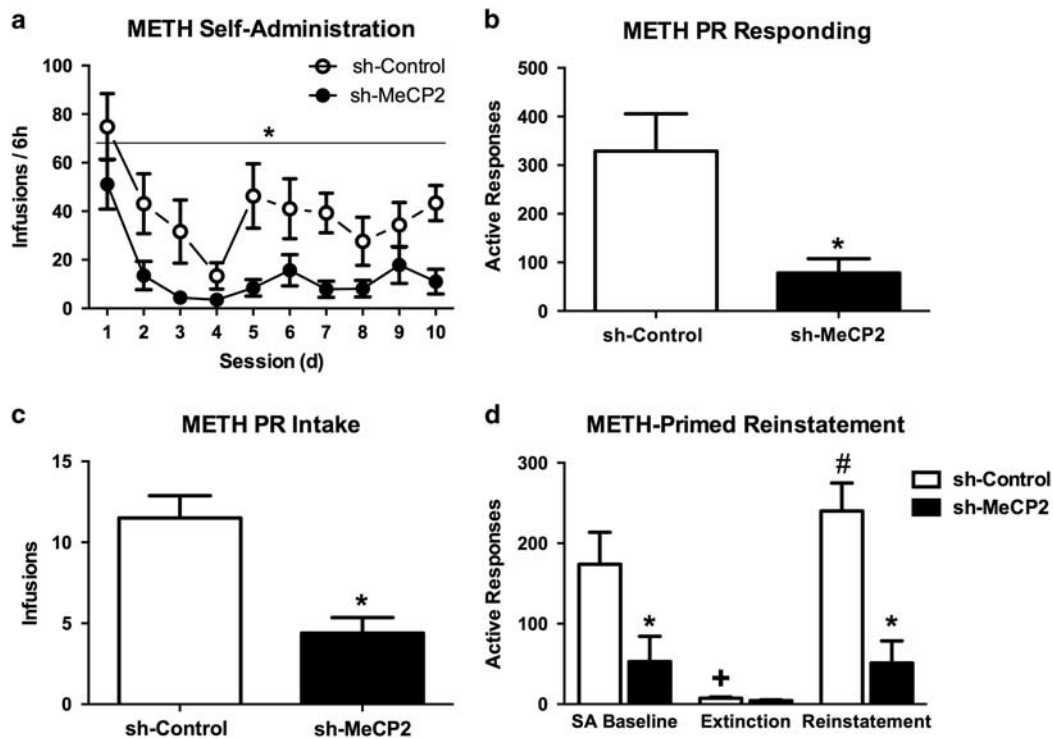 a
METH Self-Administration
sh-Control
sh-MeCP2
*
Infusions / 6h
100
80
60
40
20
0
1 2 3 4 5 6 7 8 9 10
Session (d)
b
METH PR Responding
Active Responses
500
400
300
200
100
0
*
sh-Control sh-MeCP2
c
METH PR Intake
Infusions
15
10
5
0
*
sh-Control sh-MeCP2
d
METH-Primed Reinstatement
sh-Control
sh-MeCP2
Active Responses
300
200
100
0
#
* *
+
SA Baseline Extinction Reinstatement